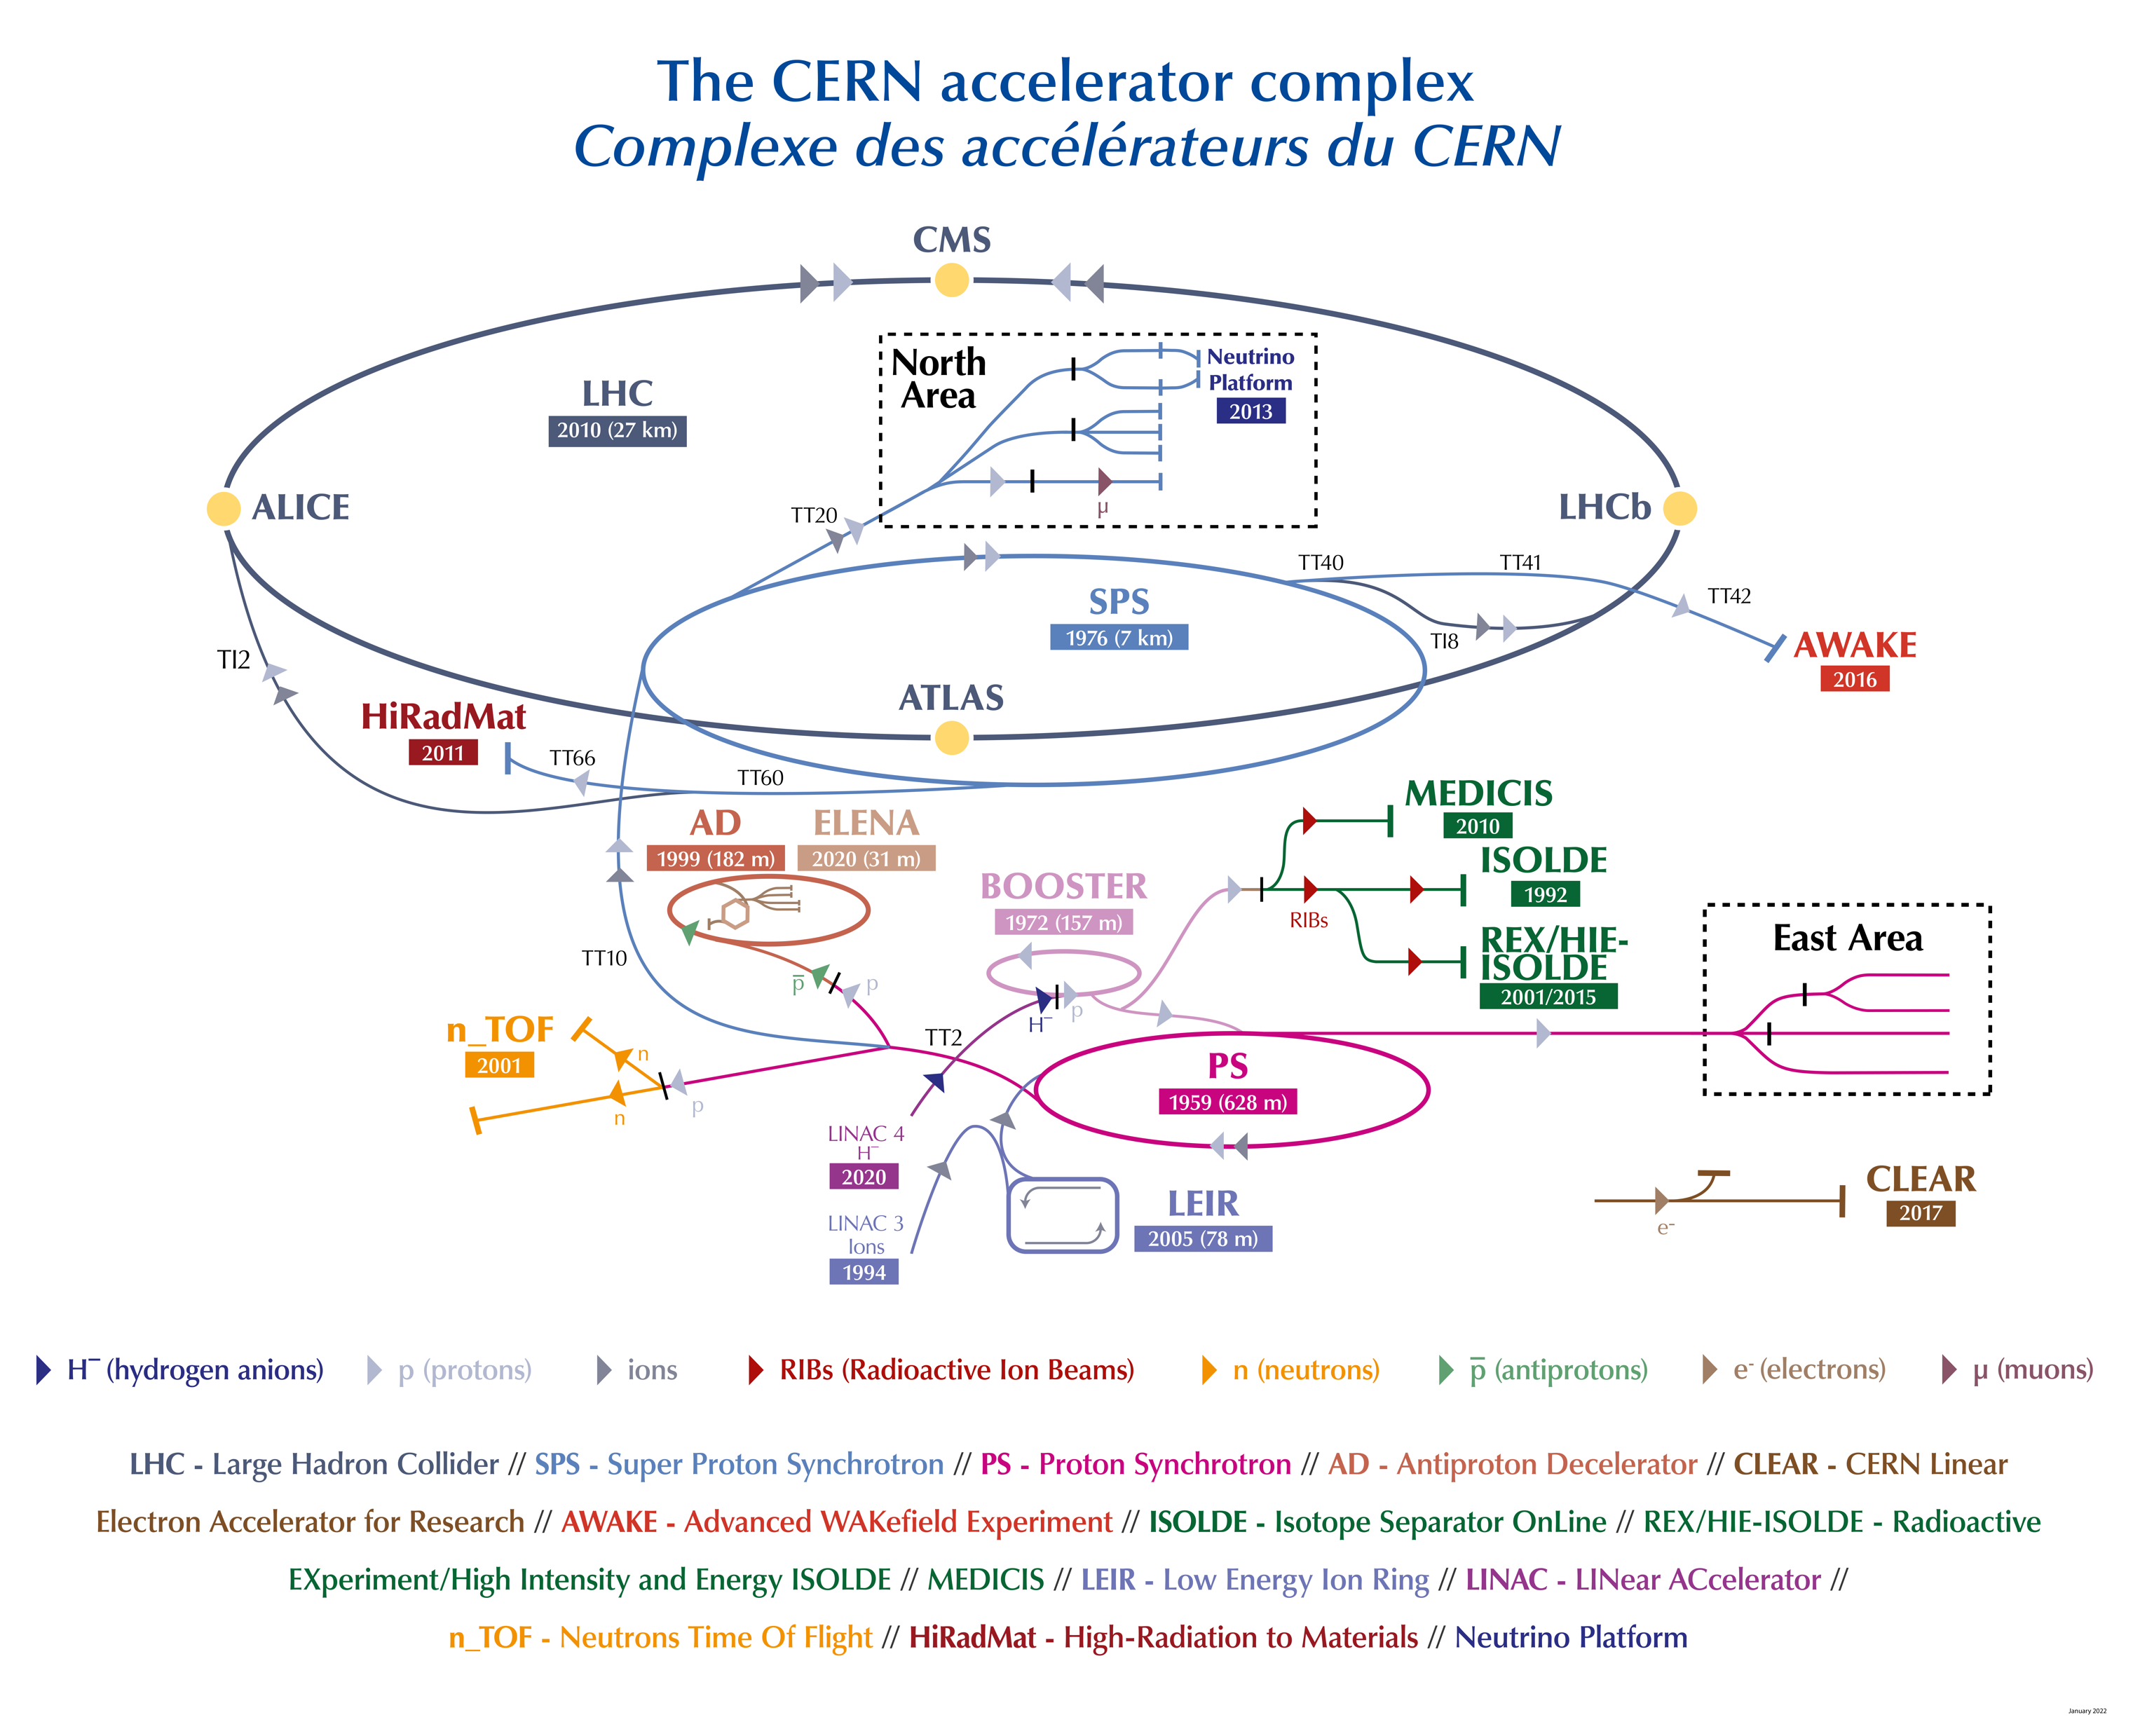 The CERN accelerator complex
Complexe des accélérateurs du CERN
CMS
North
Area
Neutrino
Platform
2013
μ
LHC
2010 (27 km)
ALICE
LHCb
TT20
TT40
TT41
TT42
TI8
SPS
1976 (7 km)
AWAKE
2016
TI2
ATLAS
HiRadMat
2011
TT66
TT60
AD
1999 (182 m)
ELENA
2020 (31 m)
MEDICIS
2010
ISOLDE
1992
RIBs
REX/HIE-
ISOLDE
2001/2015
BOOSTER
1972 (157 m)
East Area
TT10
p̅
p
H⁻
p
n_TOF
2001
n
n
p
TT2
PS
1959 (628 m)
LINAC 4
H⁻
2020
LINAC 3
Ions
1994
LEIR
2005 (78 m)
CLEAR
2017
e-
H⁻ (hydrogen anions)
p (protons)
ions
RIBs (Radioactive Ion Beams)
n (neutrons)
p̅ (antiprotons)
e- (electrons)
μ (muons)
LHC - Large Hadron Collider // SPS - Super Proton Synchrotron // PS - Proton Synchrotron // AD - Antiproton Decelerator // CLEAR - CERN Linear
Electron Accelerator for Research // AWAKE - Advanced WAKefield Experiment // ISOLDE - Isotope Separator OnLine // REX/HIE-ISOLDE - Radioactive
EXperiment/High Intensity and Energy ISOLDE // MEDICIS // LEIR - Low Energy Ion Ring // LINAC - LINear ACcelerator //
n_TOF - Neutrons Time Of Flight // HiRadMat - High-Radiation to Materials // Neutrino Platform
January 2022